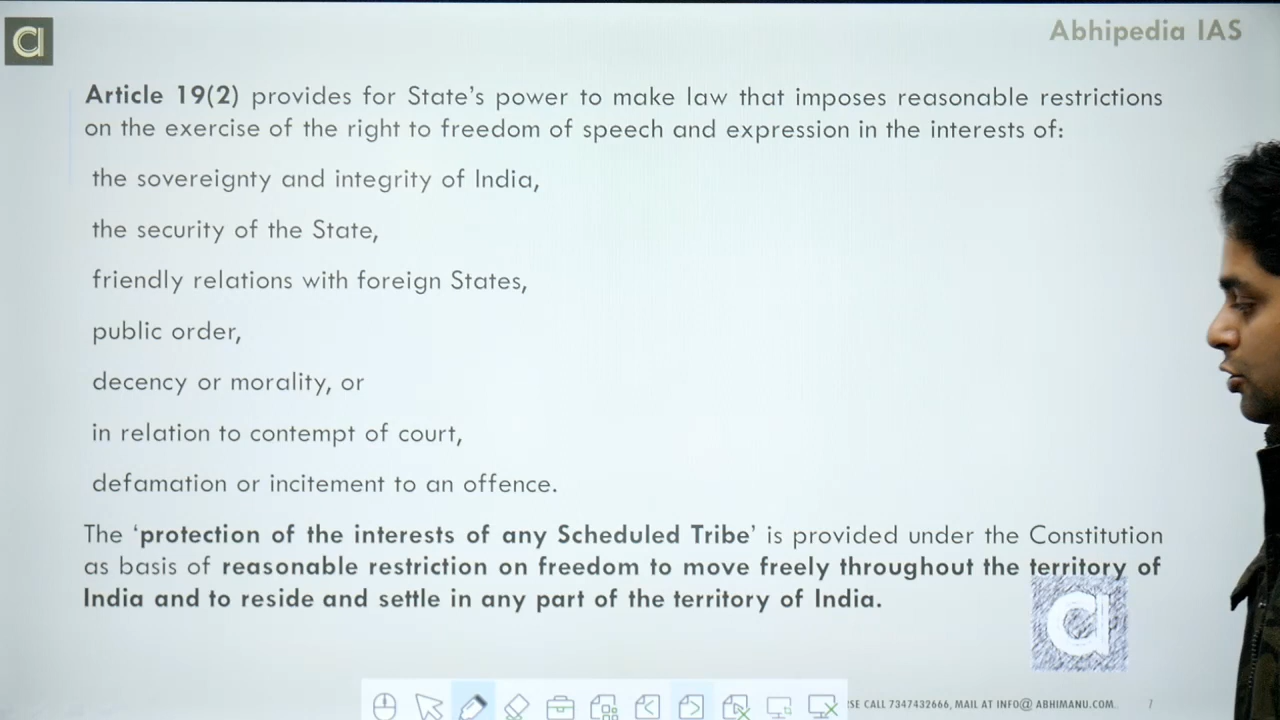 Abhipedia IAS
Article 19(2) provides for State's power to make law that imposes reasonable restrictions
on the exercise of the right to freedom of speech and expression in the interests of:
the sovereignty and integrity of India,
the security of the State,
friendly relations with foreign States,
public order,
decency or morality, or
in relation to contempt of court,
defamation or incitement to an offence.
The 'protection of the interests of any Scheduled Tribe' is provided under the Constitution
as basis of reasonable restriction on freedom to move freely throughout the territory of
India and to reside and settle in any part of the territory of India.
CALL 7347432666, MAIL AT INFO@ ABHIMANU.COM. 7